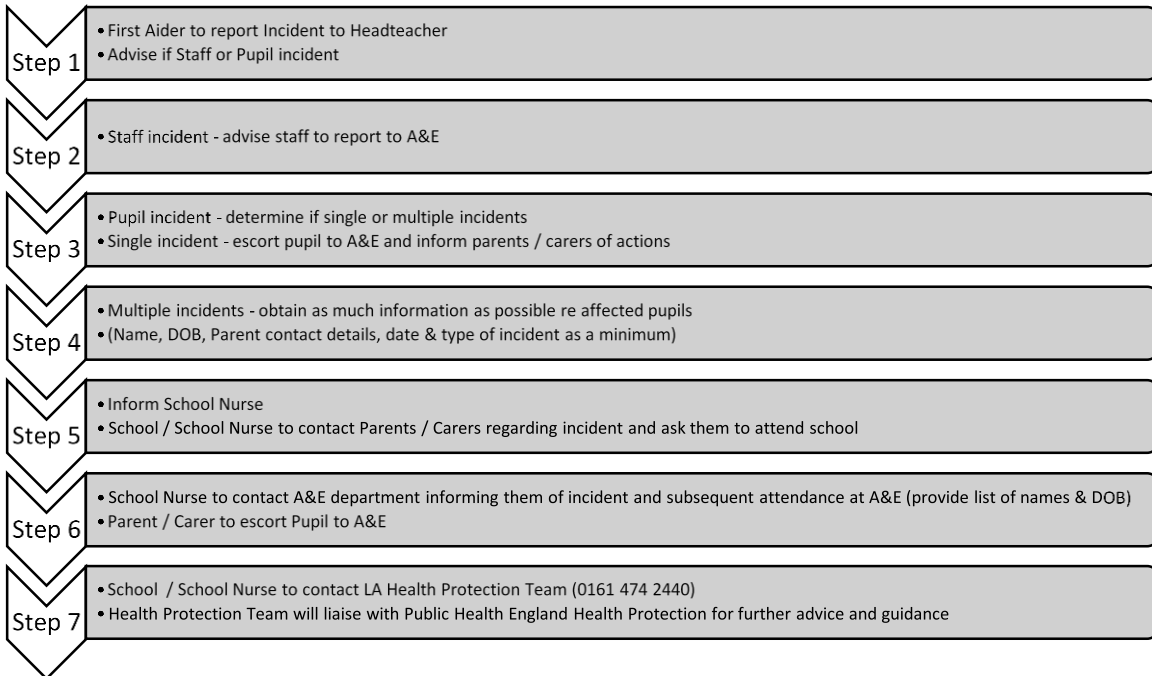 Step 1
• First Aider to report Incident to Headteacher
• Advise if Staff or Pupil incident
Step 2
• Staff incident - advise staff to report to A&E
Step 3
• Pupil incident - determine if single or multiple incidents
• Single incident - escort pupil to A&E and inform parents / carers of actions
Step 4
• Multiple incidents - obtain as much information as possible re affected pupils
• (Name, DOB, Parent contact details, date & type of incident as a minimum)
Step 5
• Inform School Nurse
• School / School Nurse to contact Parents / Carers regarding incident and ask them to attend school
Step 6
• School Nurse to contact A&E department informing them of incident and subsequent attendance at A&E (provide list of names & DOB)
• Parent / Carer to escort Pupil to A&E
Step 7
• School / School Nurse to contact LA Health Protection Team (0161 474 2440)
• Health Protection Team will liaise with Public Health England Health Protection for further advice and guidance